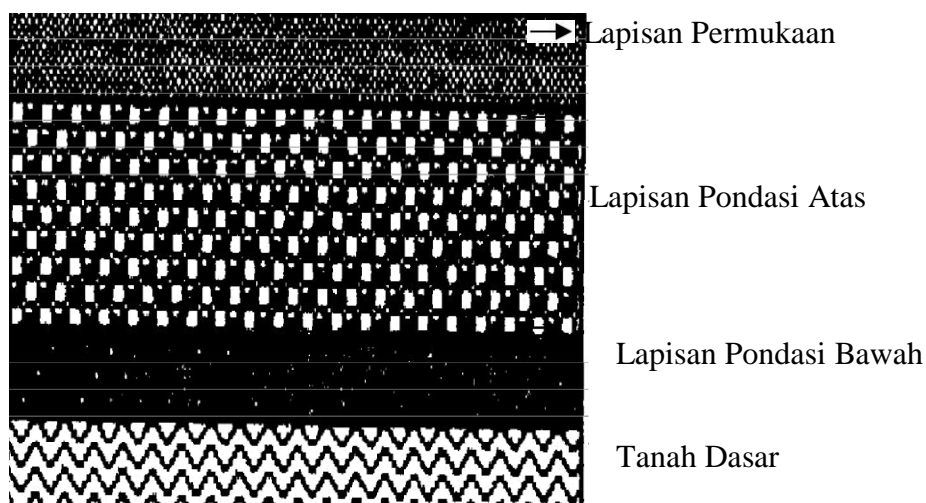 Lapisan Permukaan
Lapisan Pondasi Atas
Lapisan Pondasi Bawah
Tanah Dasar